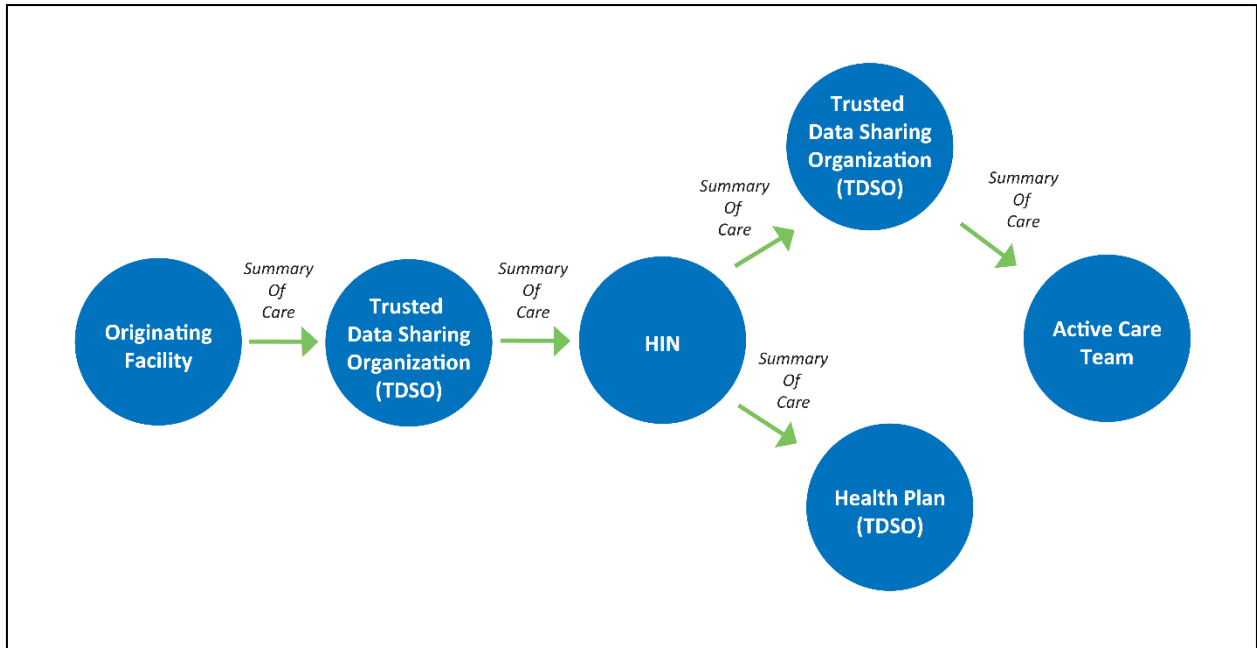 Originating
Facility
Summary
Of
Care
Trusted
Data Sharing
Organization
(TDSO)
Summary
Of
Care
HIN
Summary
Of
Care
Trusted
Data Sharing
Organization
(TDSO)
Summary
Of
Care
Active Care
Team
Summary
Of
Care
Health Plan
(TDSO)